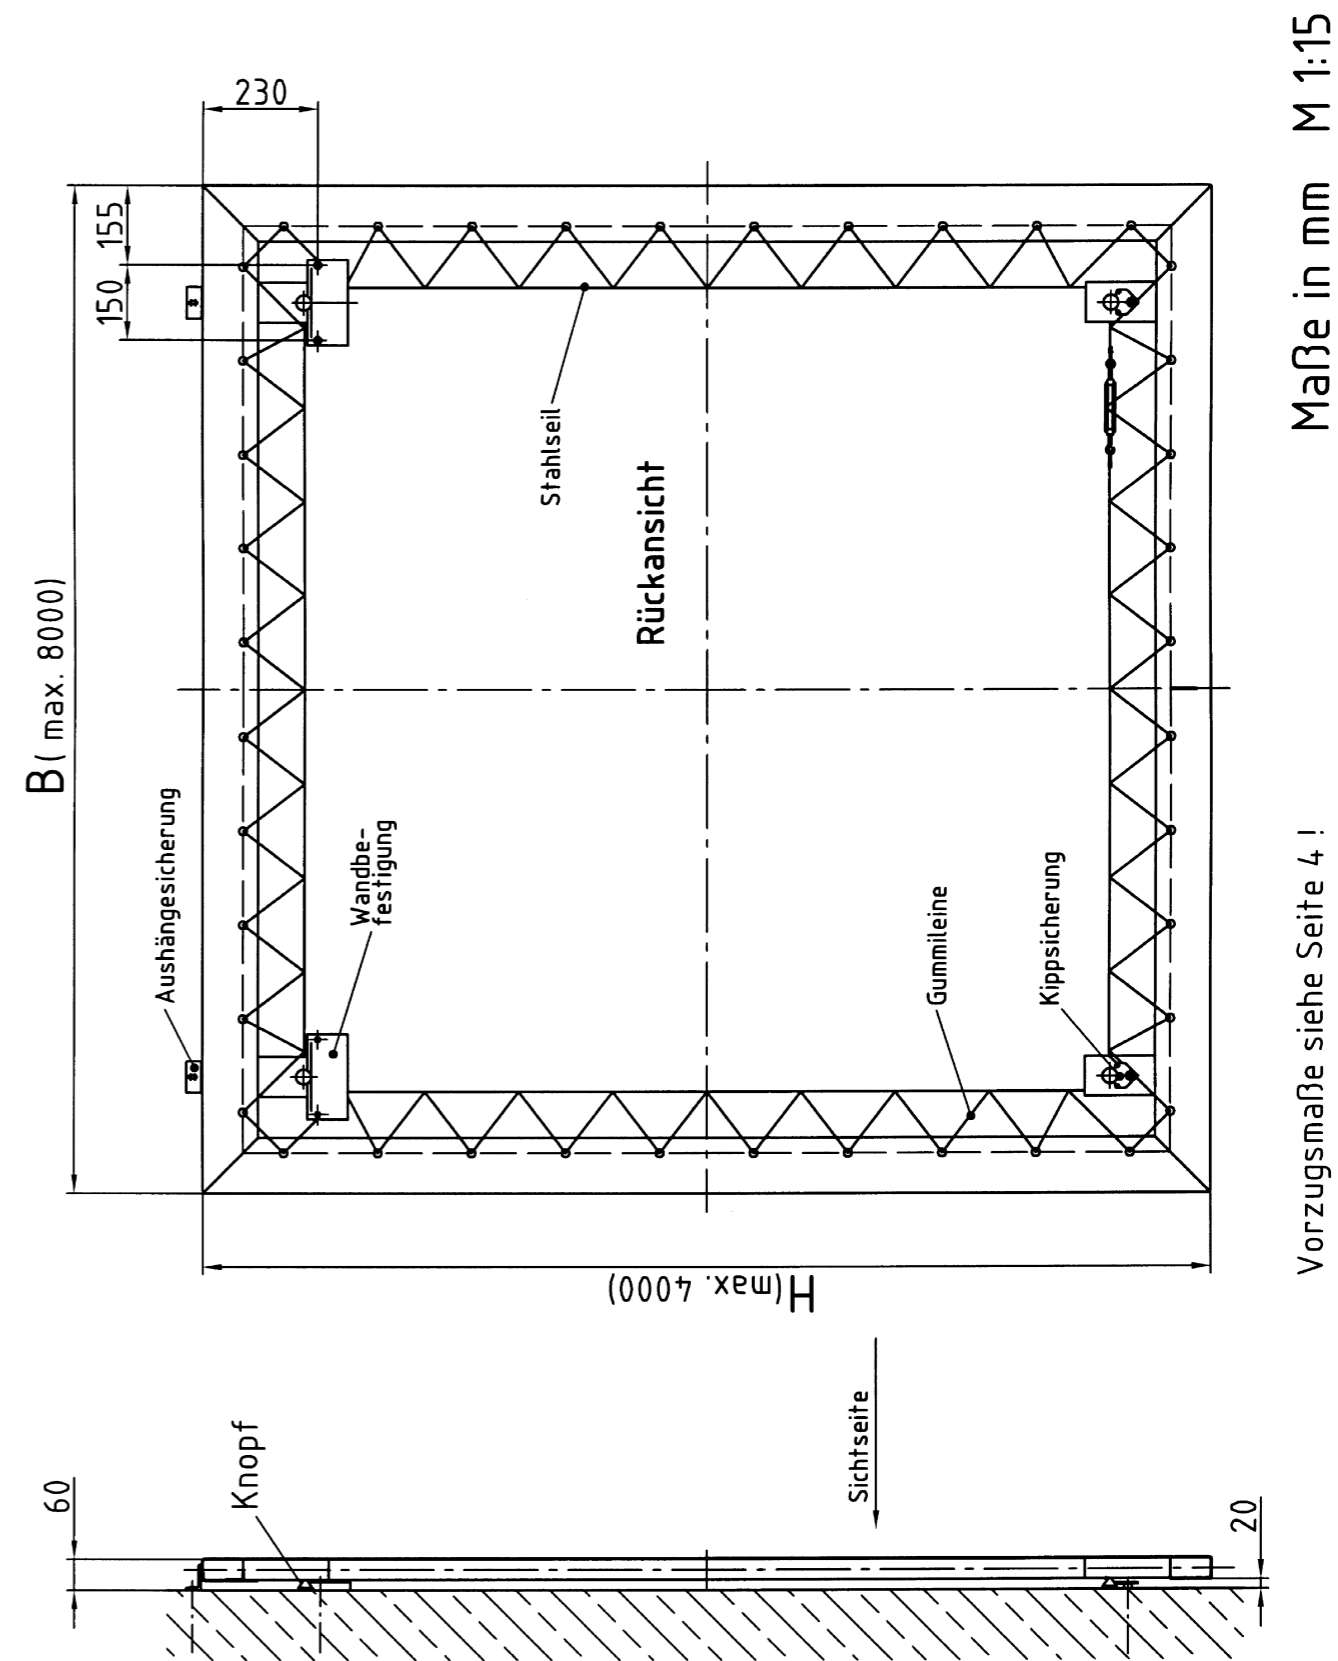 B ( max. 8000)
230
155
150
Aushängesicherung
Wandbe-
festigung
Stahlseil
Rückansicht
Gummileine
Kippsicherung
H (max. 4000)
60
Knopf
Sichtseite
20
Vorzugsmaße siehe Seite 4 !
Maße in mm M 1:15